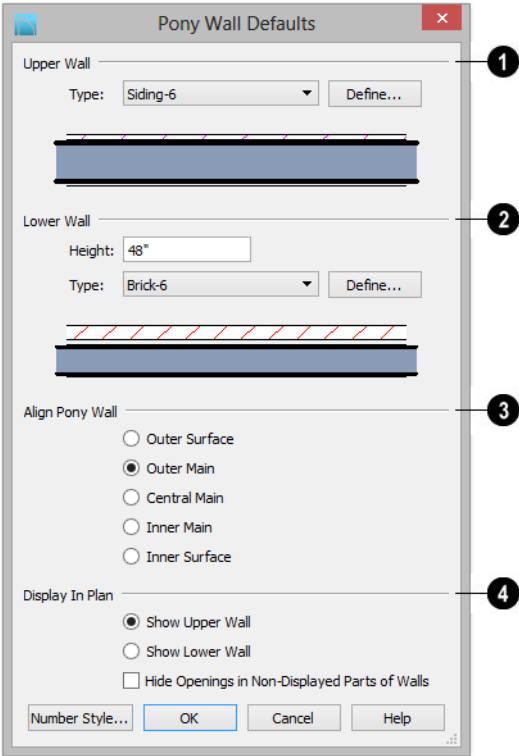 Pony Wall Defaults
x
Upper Wall
1
Type: Siding-6 Define...
Lower Wall
2
Height: 48"
Type: Brick-6 Define...
Align Pony Wall
3
Outer Surface
Outer Main
Central Main
Inner Main
Inner Surface
Display In Plan
4
Show Upper Wall
Show Lower Wall
Hide Openings in Non-Displayed Parts of Walls
Number Style... OK Cancel Help